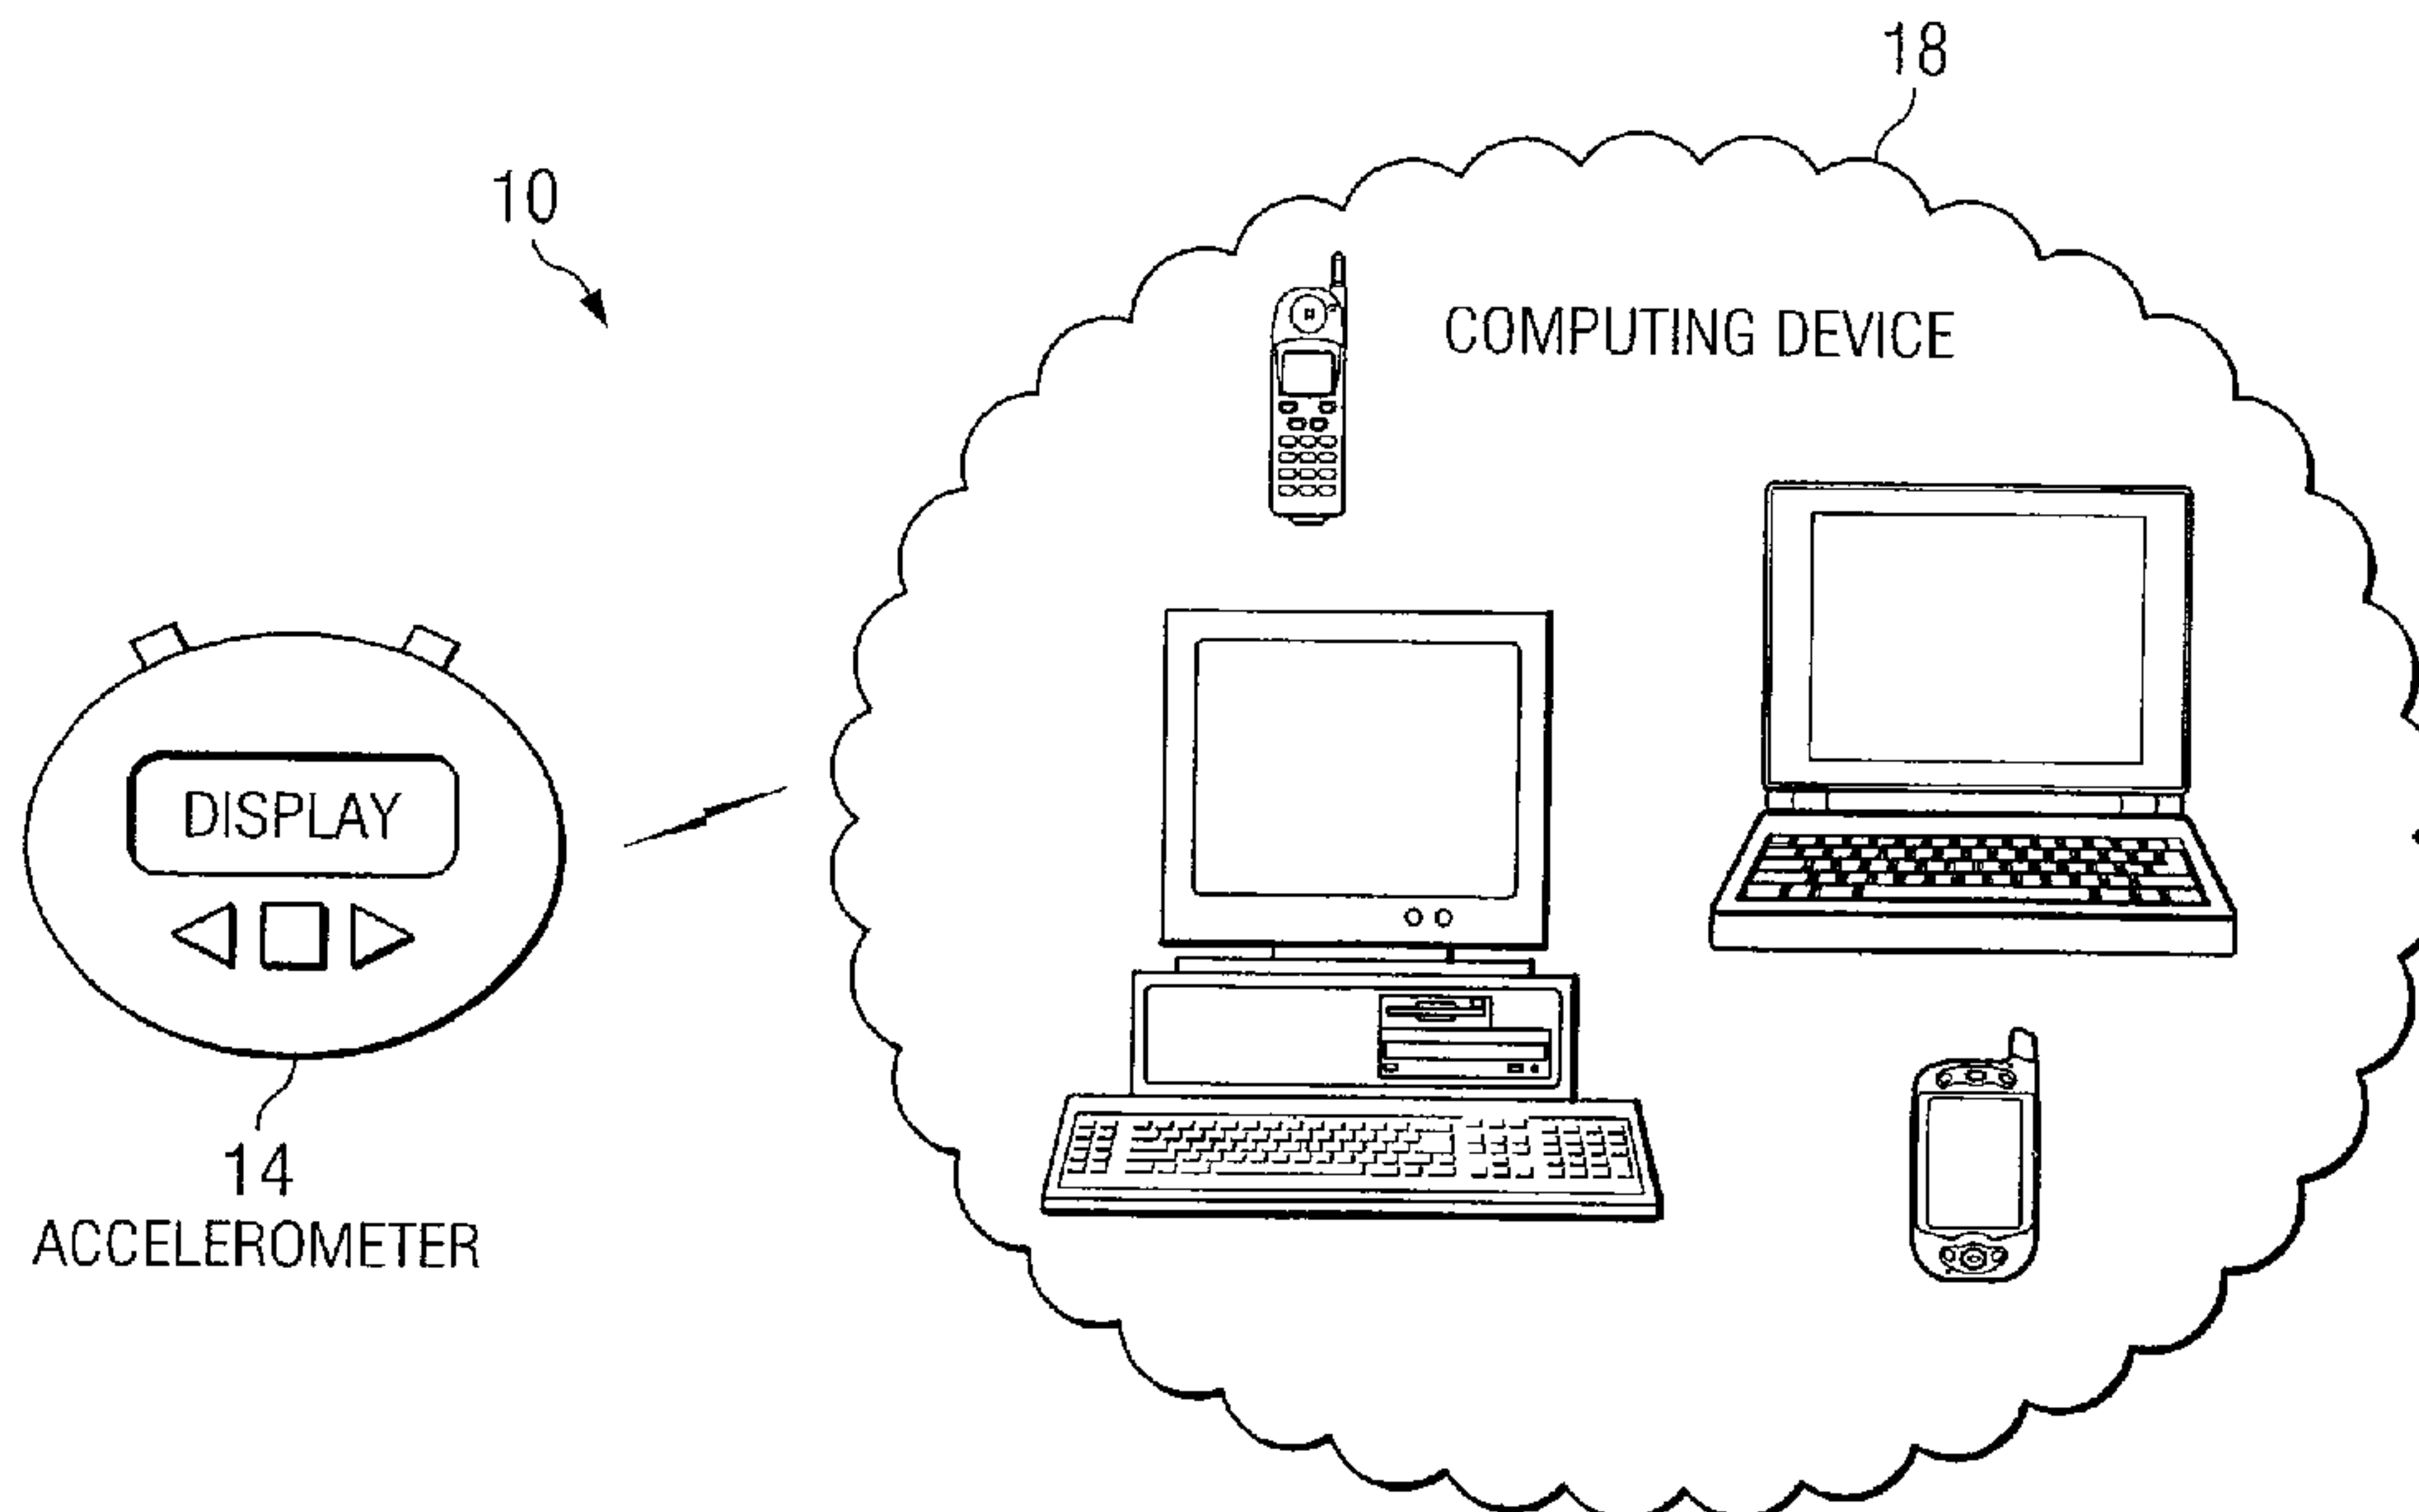 18
10
COMPUTING DEVICE
DISPLAY
14
ACCELEROMETER